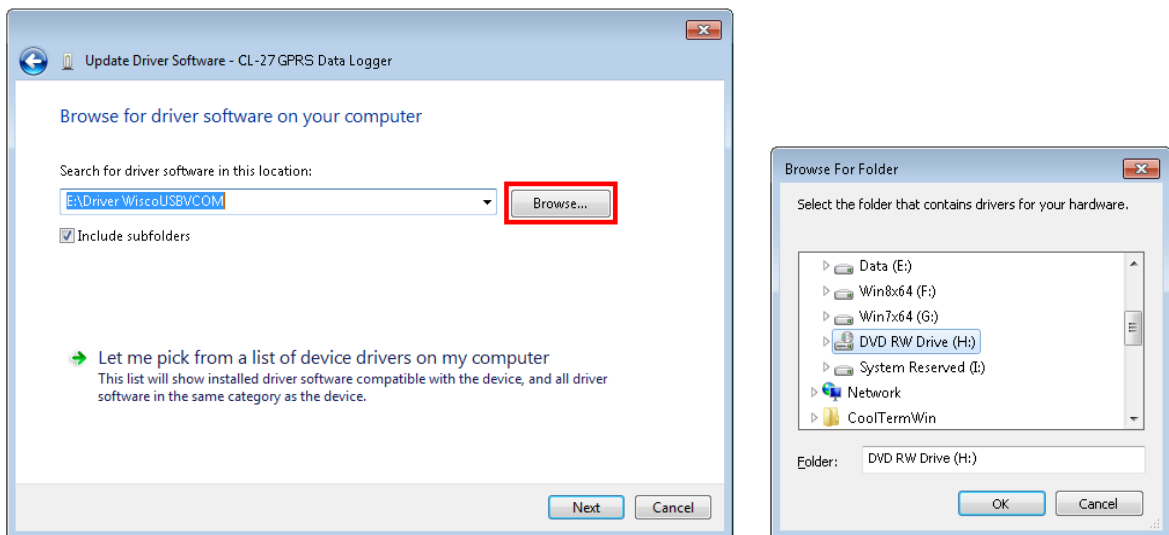 Update Driver Software - CL-27 GPRS Data Logger
Browse for driver software on your computer
Search for driver software in this location:
E:\Driver WiscoUSBVCOM
Browse...
Include subfolders
Let me pick from a list of device drivers on my computer
This list will show installed driver software compatible with the device, and all driver
software in the same category as the device.
Next
Cancel
Browse For Folder
Select the folder that contains drivers for your hardware.
Data (E:)
Win8x64 (F:)
Win7x64 (G:)
DVD RW Drive (H:)
System Reserved (I:)
Network
CoolTermWin
Folder:
DVD RW Drive (H:)
OK
Cancel